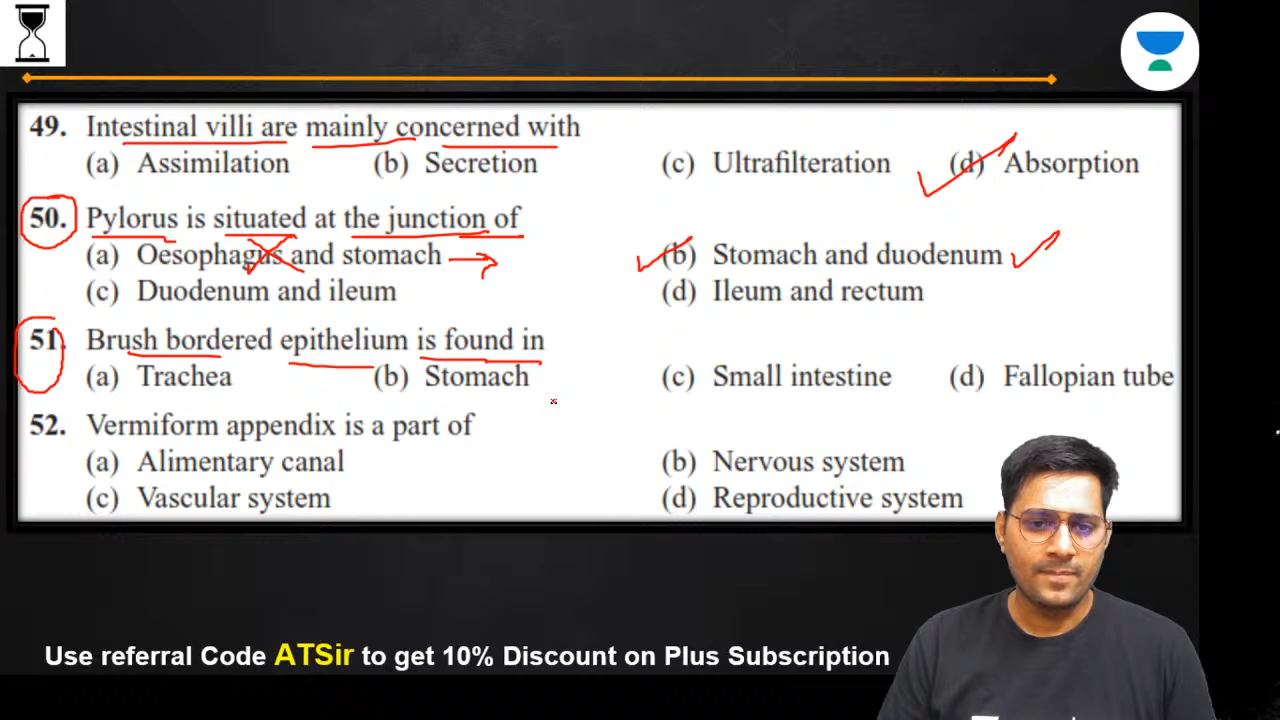 49. Intestinal villi are mainly concerned with
(a) Assimilation (b) Secretion (c) Ultrafilteration (d) Absorption
50. Pylorus is situated at the junction of
(a) Oesophagus and stomach (b) Stomach and duodenum
(c) Duodenum and ileum (d) Ileum and rectum
51. Brush bordered epithelium is found in
(a) Trachea (b) Stomach (c) Small intestine (d) Fallopian tube
52. Vermiform appendix is a part of
(a) Alimentary canal (b) Nervous system
(c) Vascular system (d) Reproductive system
Use referral Code ATSir to get 10% Discount on Plus Subscription